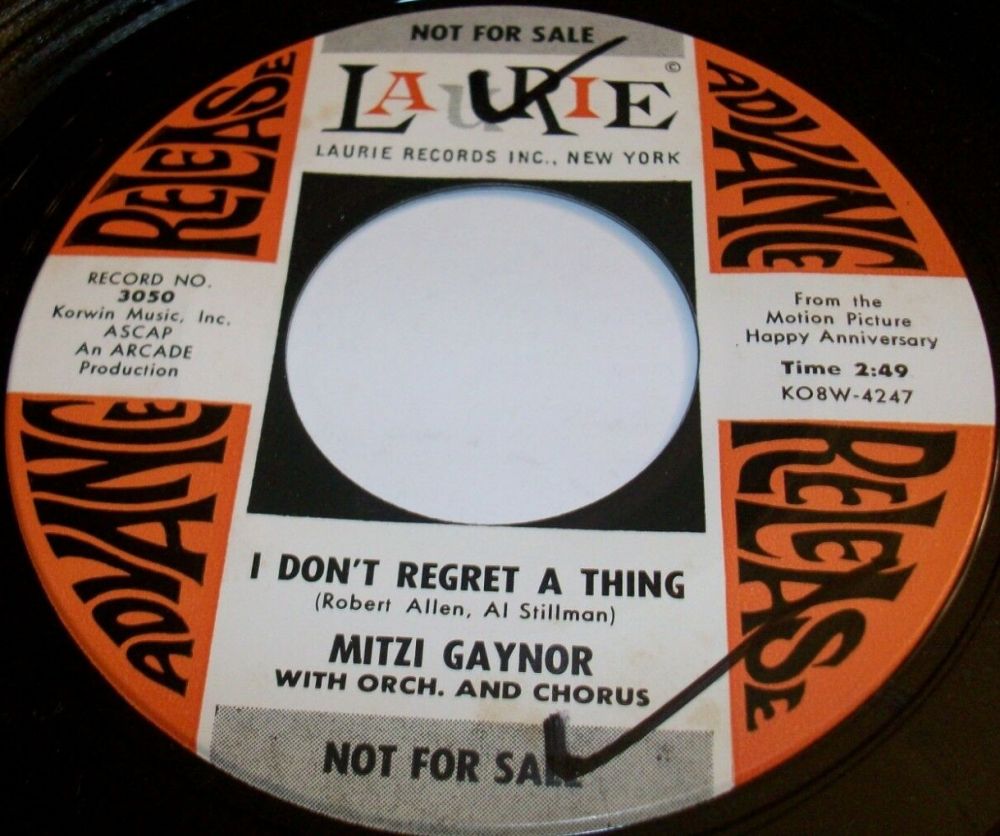 NOT FOR SALE
LAURIE ©
LAURIE RECORDS INC., NEW YORK
ADVANCE
RELEASE
ADVANCE
RELEASE
RECORD NO.
3050
Korwin Music, Inc.
ASCAP
An ARCADE
Production
From the
Motion Picture
Happy Anniversary
Time 2:49
KO8W-4247
I DON'T REGRET A THING
(Robert Allen, Al Stillman)
MITZI GAYNOR
WITH ORCH. AND CHORUS
NOT FOR SALE